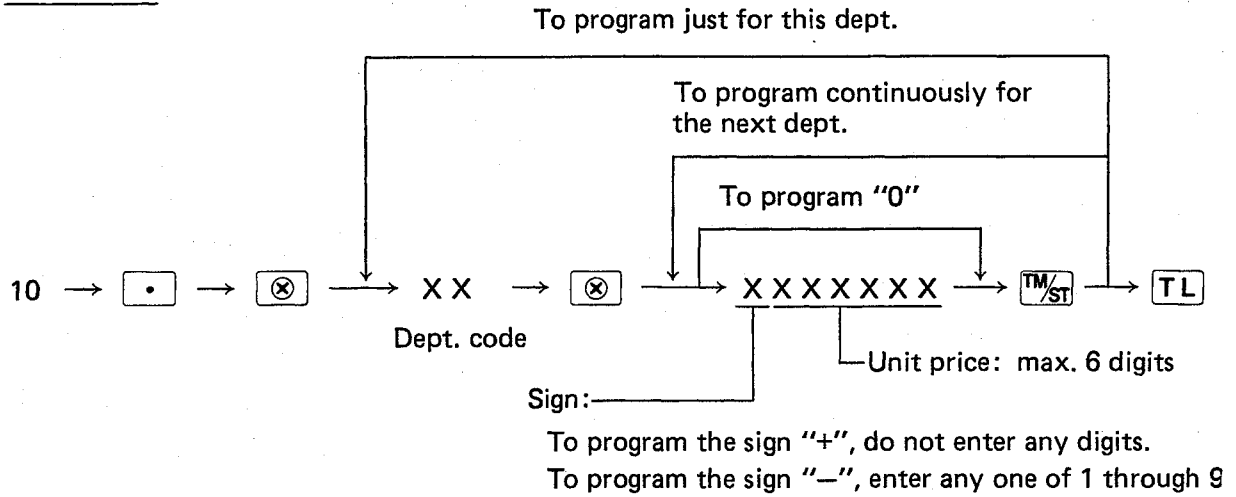 To program just for this dept.
To program continuously for
the next dept.
To program "0"
10 → • → ⊗ → XX → ⊗ → XXXXXXX → TM/ST → TL
Dept. code
Unit price: max. 6 digits
Sign:
To program the sign "+", do not enter any digits.
To program the sign "—", enter any one of 1 through 9